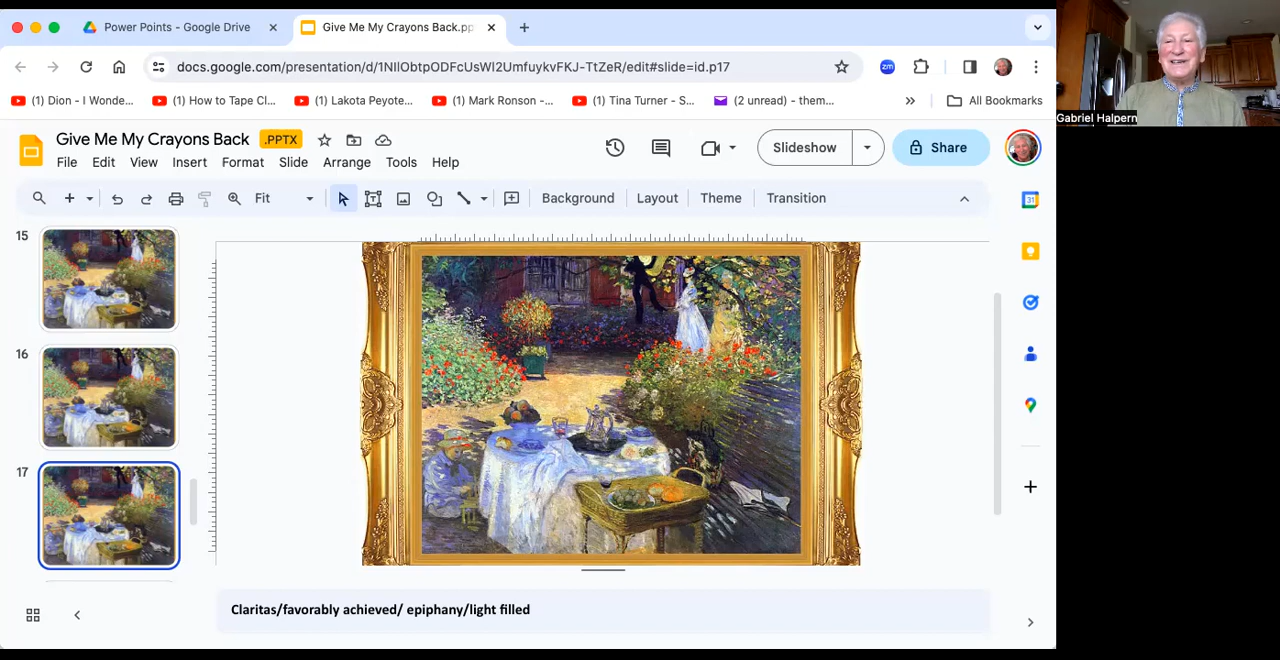 Power Points - Google Drive
Give Me My Crayons Back.pp
docs.google.com/presentation/d/1NIlObtpODFcUsWI2UmfuykvFKJ-TtZeR/edit#slide=id.p17
(1) Dion - I Wonde...
(1) How to Tape Cl...
(1) Lakota Peyote...
(1) Mark Ronson -...
(1) Tina Turner - S...
(2 unread) - them...
All Bookmarks
Gabriel Halpern
Give Me My Crayons Back .PPTX
File Edit View Insert Format Slide Arrange Tools Help
Slideshow
Share
Fit
Background
Layout
Theme
Transition
31
15
16
17
Claritas/favorably achieved/ epiphany/light filled